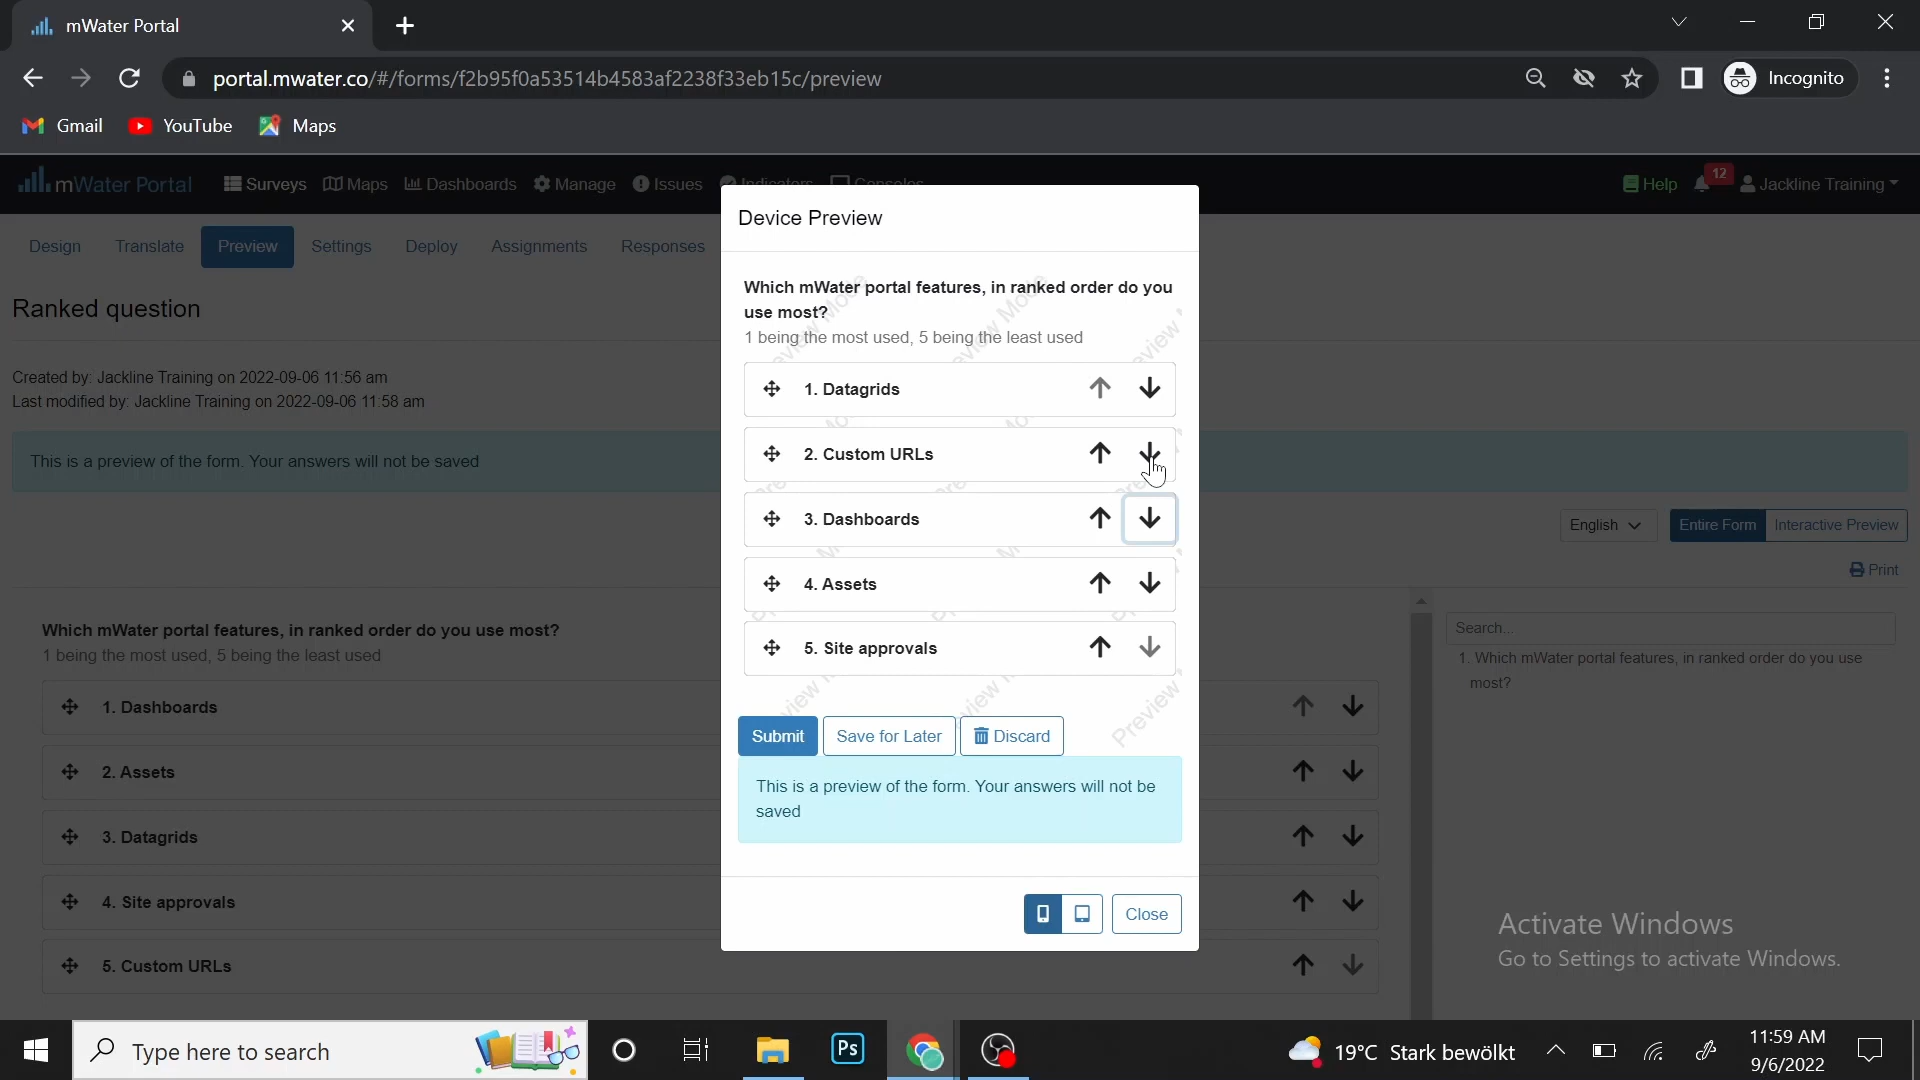 mWater Portal
portal.mwater.co/#/forms/f2b95f0a53514b4583af2238f33eb15c/preview
Incognito
Gmail
YouTube
Maps
mWater Portal
Surveys
Maps
Dashboards
Manage
Issues
Indicators
Consoles
Help
12
Jackline Training
Design
Translate
Preview
Settings
Deploy
Assignments
Responses
Ranked question
Created by: Jackline Training on 2022-09-06 11:56 am
Last modified by: Jackline Training on 2022-09-06 11:58 am
This is a preview of the form. Your answers will not be saved
English
Entire Form
Interactive Preview
Print
Which mWater portal features, in ranked order do you use most?
1 being the most used, 5 being the least used
1. Dashboards
2. Assets
3. Datagrids
4. Site approvals
5. Custom URLs
Search...
1. Which mWater portal features, in ranked order do you use
most?
Device Preview
Which mWater portal features, in ranked order do you
use most?
1 being the most used, 5 being the least used
1. Datagrids
2. Custom URLs
3. Dashboards
4. Assets
5. Site approvals
Submit
Save for Later
Discard
This is a preview of the form. Your answers will not be
saved
Close
Activate Windows
Go to Settings to activate Windows.
Type here to search
Ps
19°C Stark bewölkt
11:59 AM
9/6/2022